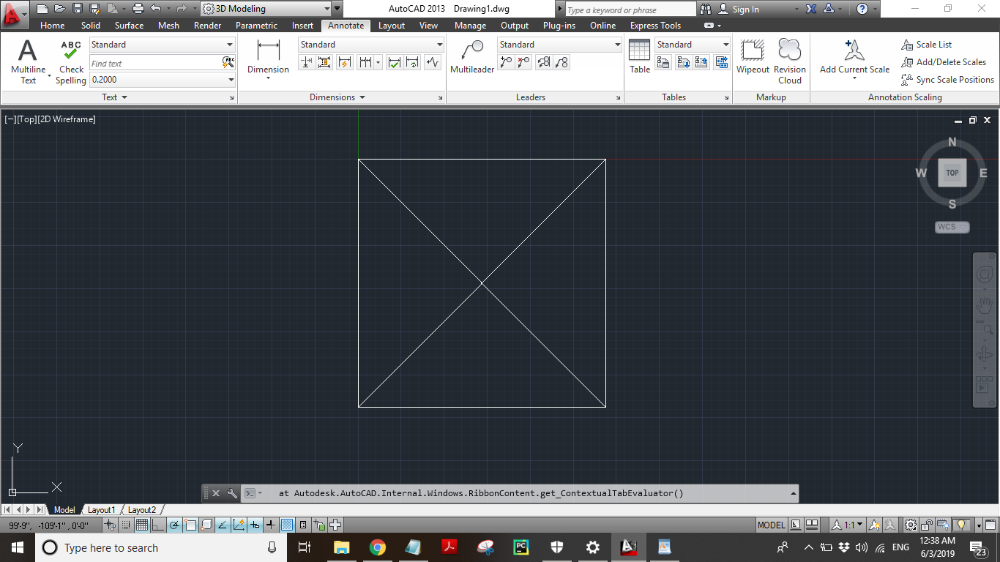 3D Modeling
AutoCAD 2013 Drawing1.dwg
Type a keyword or phrase
Sign In
Home Solid Surface Mesh Render Parametric Insert Annotate Layout View Manage Output Plug-ins Online Express Tools
A
Multiline
Text
ABC
Check
Spelling
Standard
Find text
ABC
0.2000
Text
Dimension
Standard
Dimensions
Multileader
Standard
Leaders
Table
Standard
Tables
Wipeout
Revision
Cloud
Markup
Add Current Scale
Scale List
Add/Delete Scales
Sync Scale Positions
Annotation Scaling
[−][Top][2D Wireframe]
N
W TOP E
S
WCS
Y
X
at Autodesk.AutoCAD.Internal.Windows.RibbonContent.get_ContextualTabEvaluator()
Model Layout1 Layout2
99'-9", -109'-1" , 0'-0"
MODEL
1:1
Type here to search
PC
ENG
12:38 AM
6/3/2019
23